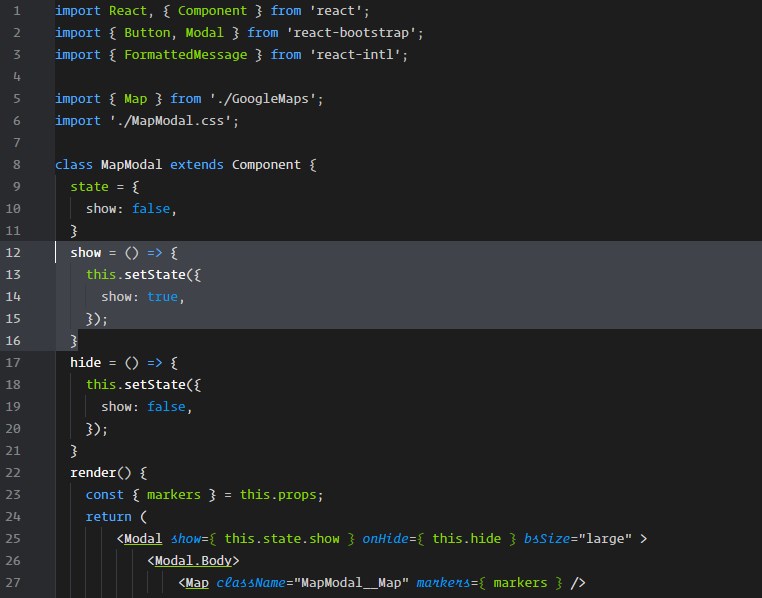 1 import React, { Component } from 'react';
2 import { Button, Modal } from 'react-bootstrap';
3 import { FormattedMessage } from 'react-intl';
4
5 import { Map } from './GoogleMaps';
6 import './MapModal.css';
7
8 class MapModal extends Component {
9   state = {
10     show: false,
11   }
12   show = () => {
13     this.setState({
14       show: true,
15     });
16   }
17   hide = () => {
18     this.setState({
19       show: false,
20     });
21   }
22   render() {
23     const { markers } = this.props;
24     return (
25         <Modal show={ this.state.show } onHide={ this.hide } bsSize="large" >
26             <Modal.Body>
27                 <Map className="MapModal__Map" markers={ markers } />